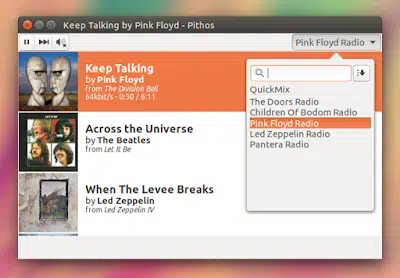 Keep Talking by Pink Floyd - Pithos
Pink Floyd Radio
Keep Talking
by Pink Floyd
from The Division Bell
64kbit/s - 0:30 / 6:11
QuickMix
The Doors Radio
Children Of Bodom Radio
Pink Floyd Radio
Led Zeppelin Radio
Pantera Radio
Across the Universe
by The Beatles
from Let It Be
When The Levee Breaks
by Led Zeppelin
from Led Zeppelin IV